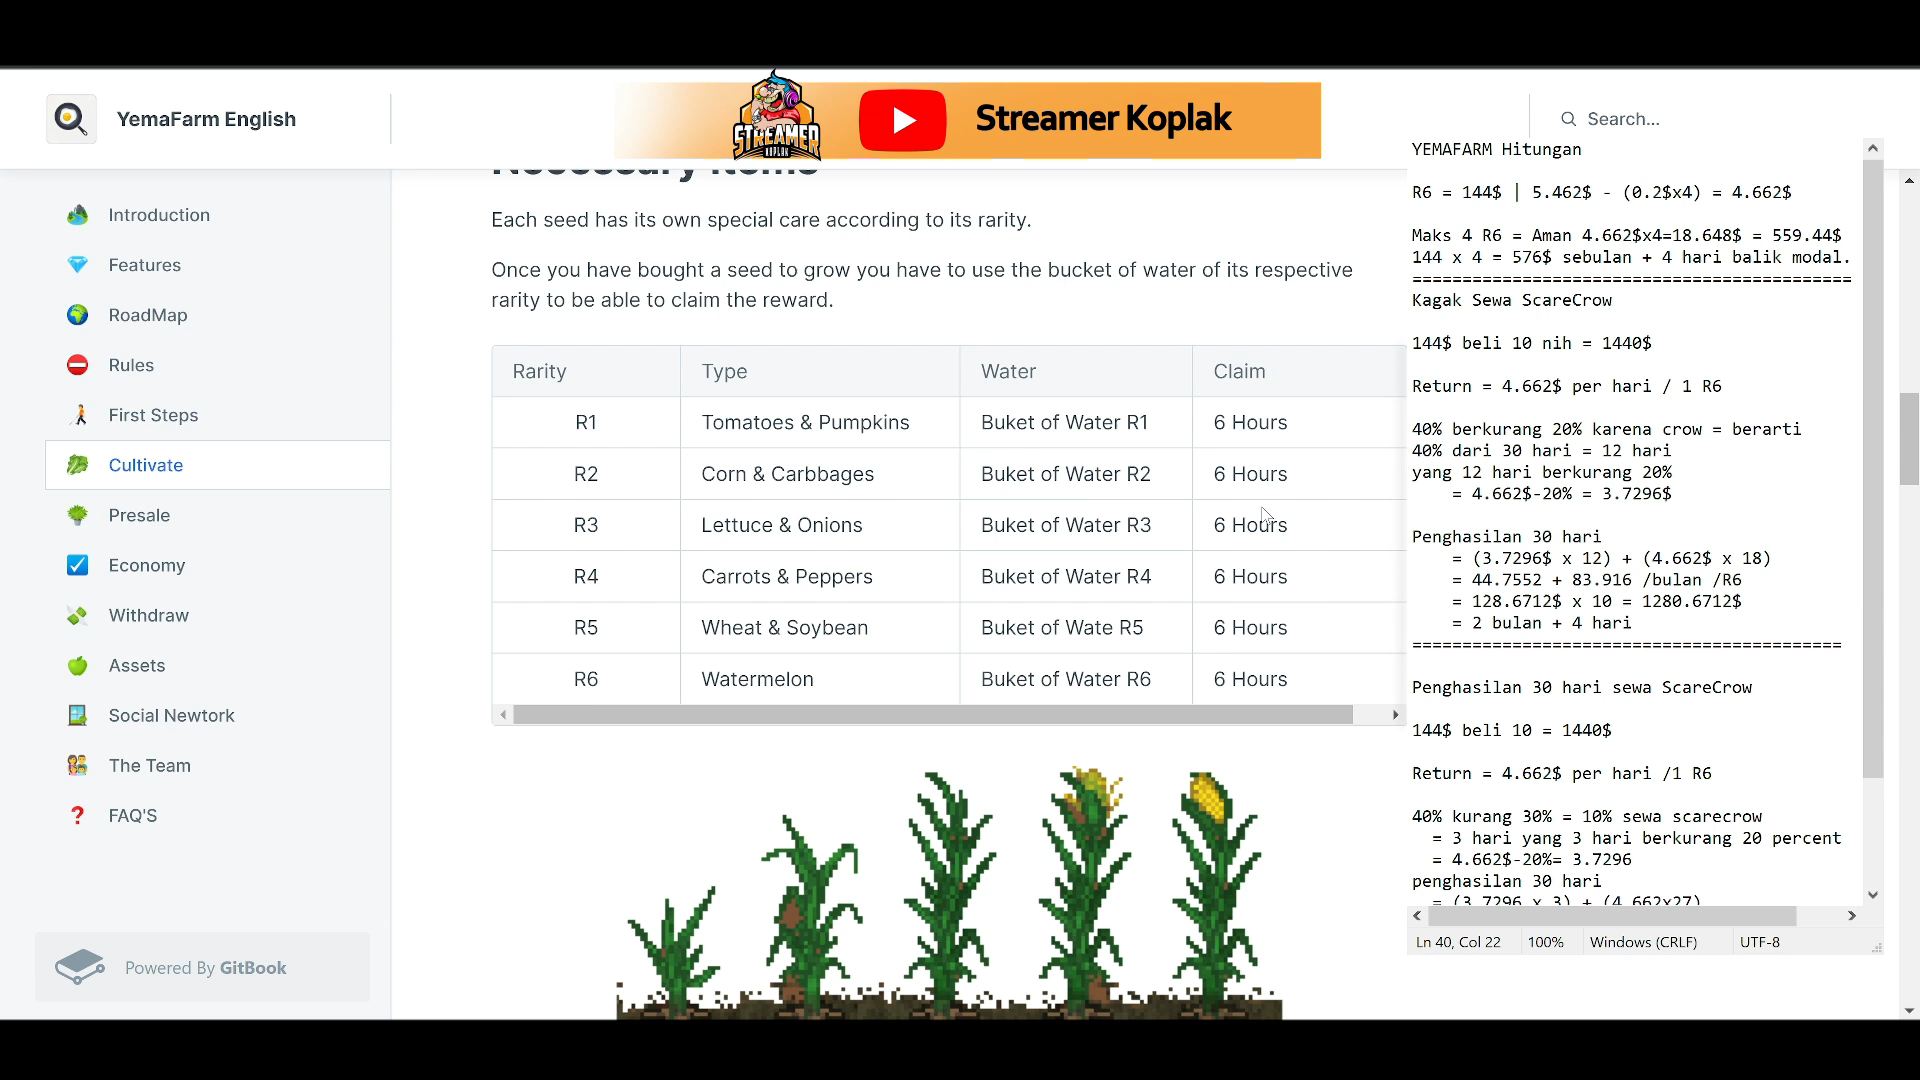 YemaFarm English
STREAMER
KOPLAK
Streamer Koplak
Search...
Introduction
Features
RoadMap
Rules
First Steps
Cultivate
Presale
Economy
Withdraw
Assets
Social Newtork
The Team
FAQ'S
Powered By GitBook
Necessary Items
Each seed has its own special care according to its rarity.
Once you have bought a seed to grow you have to use the bucket of water of its respective
rarity to be able to claim the reward.
Rarity Type Water Claim
R1 Tomatoes & Pumpkins Buket of Water R1 6 Hours
R2 Corn & Carbbages Buket of Water R2 6 Hours
R3 Lettuce & Onions Buket of Water R3 6 Hours
R4 Carrots & Peppers Buket of Water R4 6 Hours
R5 Wheat & Soybean Buket of Wate R5 6 Hours
R6 Watermelon Buket of Water R6 6 Hours
YEMAFARM Hitungan
R6 = 144$ | 5.462$ - (0.2$x4) = 4.662$
Maks 4 R6 = Aman 4.662$x4=18.648$ = 559.44$
144 x 4 = 576$ sebulan + 4 hari balik modal.
============================================
Kagak Sewa ScareCrow
144$ beli 10 nih = 1440$
Return = 4.662$ per hari / 1 R6
40% berkurang 20% karena crow = berarti
40% dari 30 hari = 12 hari
yang 12 hari berkurang 20%
= 4.662$-20% = 3.7296$
Penghasilan 30 hari
= (3.7296$ x 12) + (4.662$ x 18)
= 44.7552 + 83.916 /bulan /R6
= 128.6712$ x 10 = 1280.6712$
= 2 bulan + 4 hari
===========================================
Penghasilan 30 hari sewa ScareCrow
144$ beli 10 = 1440$
Return = 4.662$ per hari /1 R6
40% kurang 30% = 10% sewa scarecrow
= 3 hari yang 3 hari berkurang 20 percent
= 4.662$-20%= 3.7296
penghasilan 30 hari
= (3.7296 x 3) + (4.662x27)
Ln 40, Col 22 100% Windows (CRLF) UTF-8